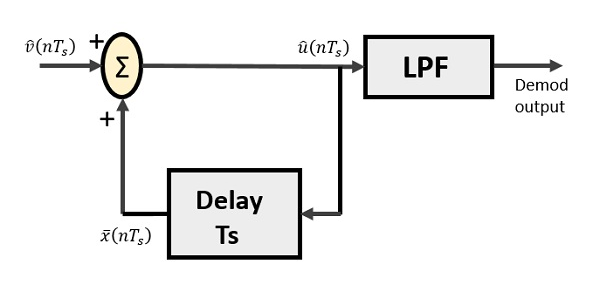 v̂(nTₛ)
+
Σ
û(nTₛ)
LPF
Demod
output
+
Delay
Ts
x̄(nTₛ)